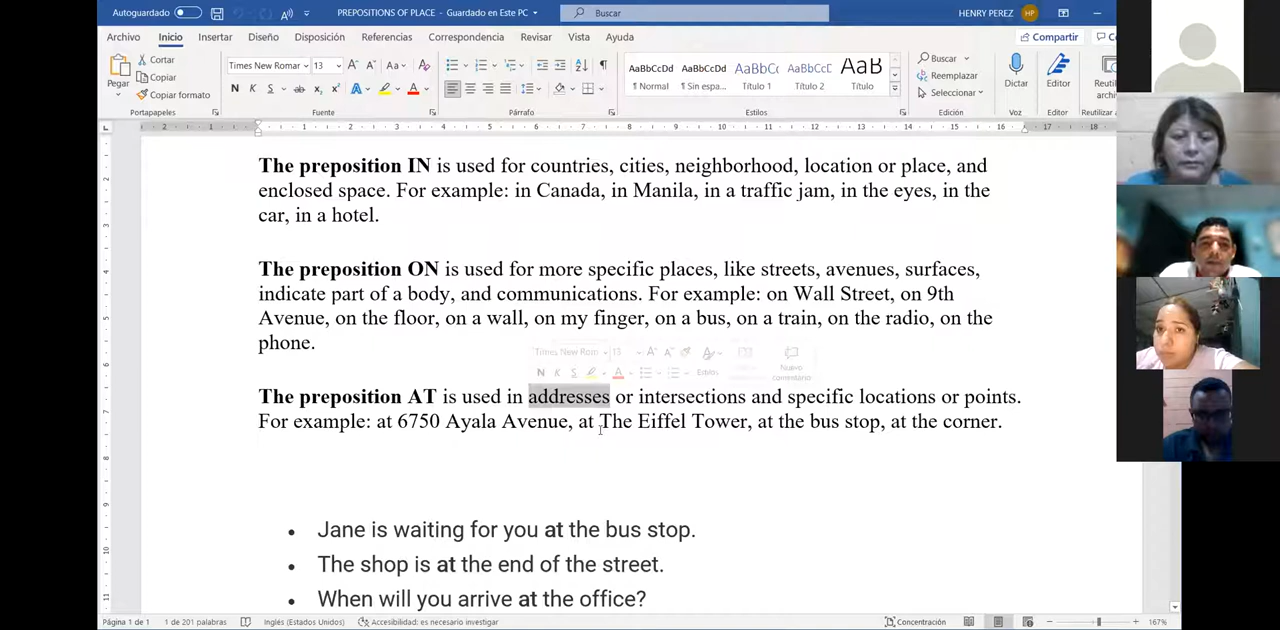 Autoguardado
PREPOSITIONS OF PLACE - Guardado en Este PC
Buscar
HENRY PEREZ
HP
Archivo Inicio Insertar Diseño Disposición Referencias Correspondencia Revisar Vista Ayuda
Compartir
Pegar
Cortar
Copiar
Copiar formato
Portapapeles
Times New Romar 13
Fuente
Párrafo
AaBbCcDd AaBbCcDd AaBbCc AaBbCcD AaB
¶ Normal ¶ Sin espa... Título 1 Título 2 Título
Estilos
Buscar
Reemplazar
Seleccionar
Edición
Dictar
Voz
Editor
Editor
The preposition IN is used for countries, cities, neighborhood, location or place, and
enclosed space. For example: in Canada, in Manila, in a traffic jam, in the eyes, in the
car, in a hotel.
The preposition ON is used for more specific places, like streets, avenues, surfaces,
indicate part of a body, and communications. For example: on Wall Street, on 9th
Avenue, on the floor, on a wall, on my finger, on a bus, on a train, on the radio, on the
phone.
Times New Rom 13
Estilos
Nuevo
comentario
The preposition AT is used in addresses or intersections and specific locations or points.
For example: at 6750 Ayala Avenue, at The Eiffel Tower, at the bus stop, at the corner.
• Jane is waiting for you at the bus stop.
• The shop is at the end of the street.
• When will you arrive at the office?
Página 1 de 1 1 de 201 palabras Inglés (Estados Unidos) Accesibilidad: es necesario investigar
Concentración
167%